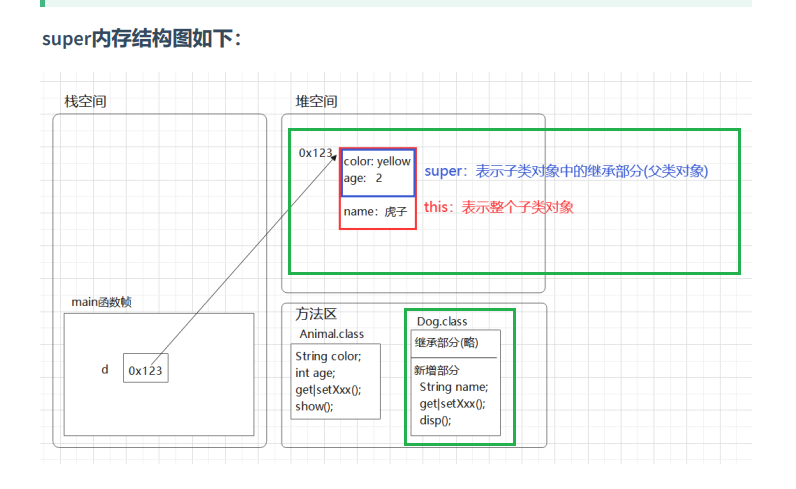 super内存结构图如下：
栈空间
堆空间
0x123
color: yellow
age: 2
name：虎子
super：表示子类对象中的继承部分(父类对象)
this：表示整个子类对象
main函数帧
d
0x123
方法区
Animal.class
String color;
int age;
get|setXxx();
show();
Dog.class
继承部分(略)
新增部分
String name;
get|setXxx();
disp();